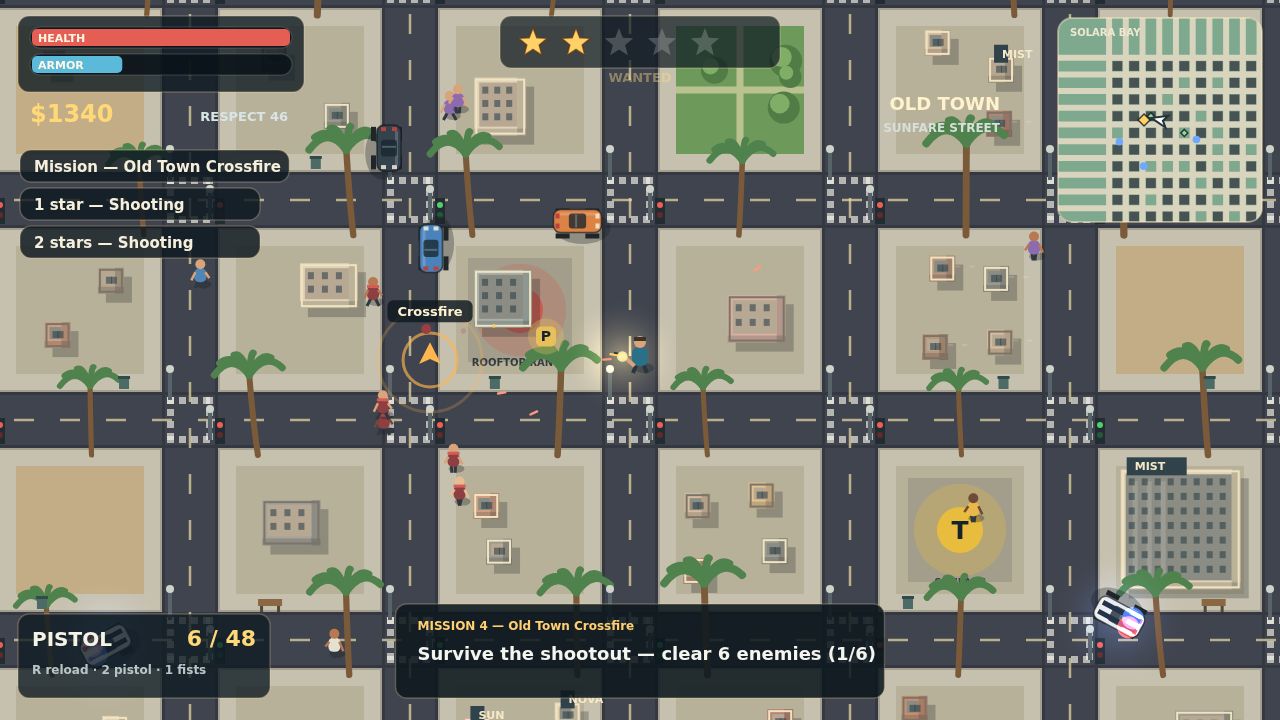 HEALTH
ARMOR
$1340
RESPECT 46
Mission — Old Town Crossfire
1 star — Shooting
2 stars — Shooting
WANTED
MIST
OLD TOWN
SUNFARE STREET
SOLARA BAY
Crossfire
P
T
MIST
PISTOL
6 / 48
R reload · 2 pistol · 1 fists
MISSION 4 — Old Town Crossfire
Survive the shootout — clear 6 enemies (1/6)
SUN
NOVA